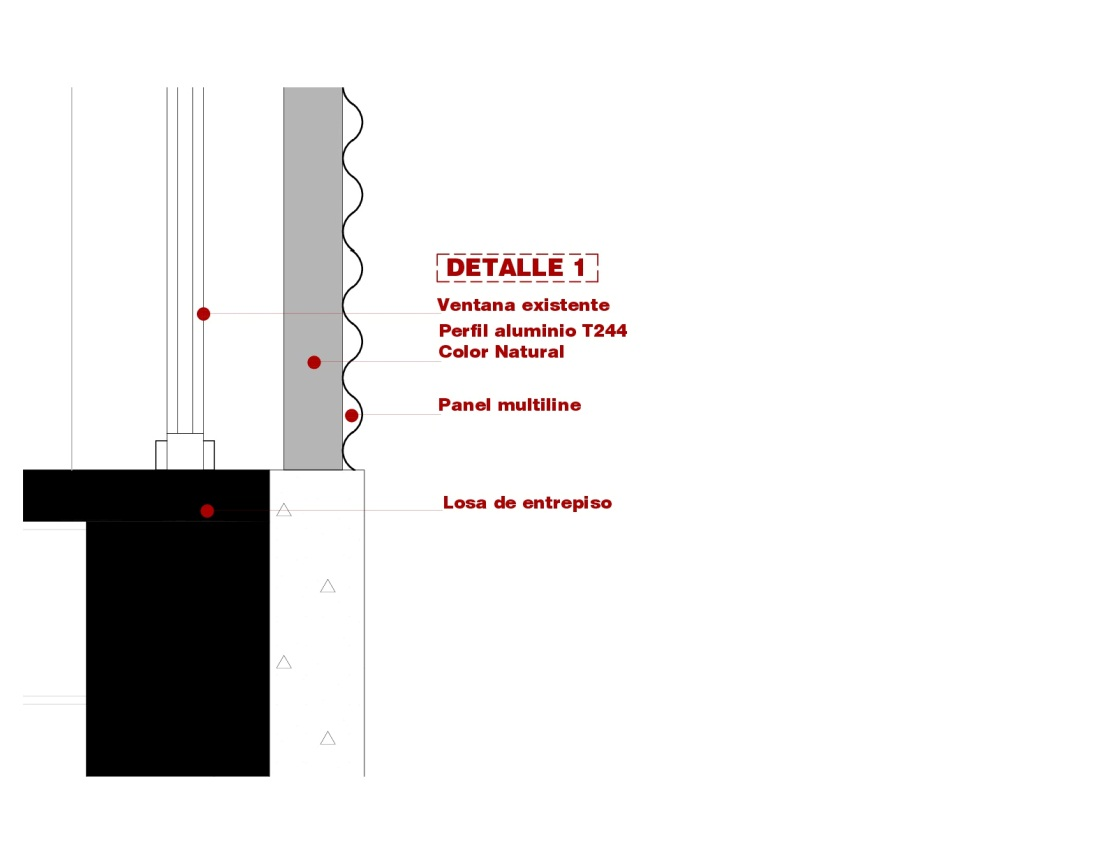 DETALLE 1
Ventana existente
Perfil aluminio T244
Color Natural
Panel multiline
Losa de entrepiso